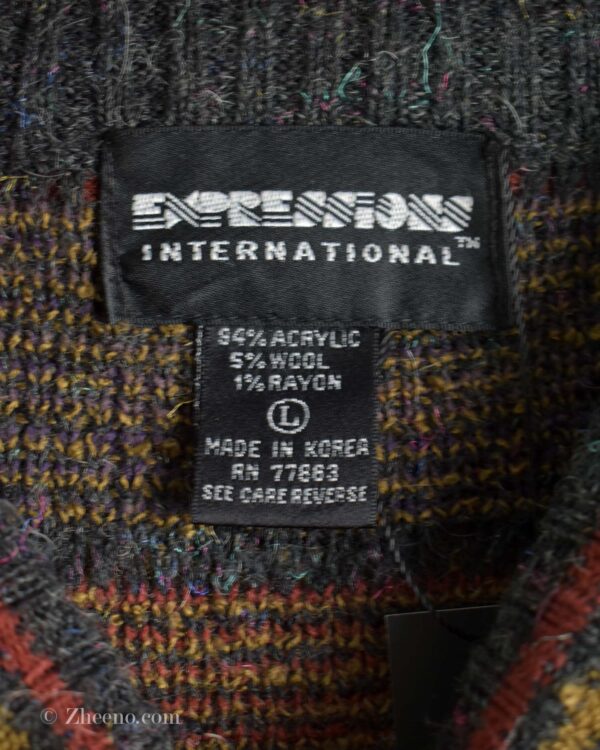 EXPRESSIONS
INTERNATIONAL™
94% ACRYLIC
5% WOOL
1% RAYON
L
MADE IN KOREA
RN 77863
SEE CARE REVERSE
© Zheeno.com